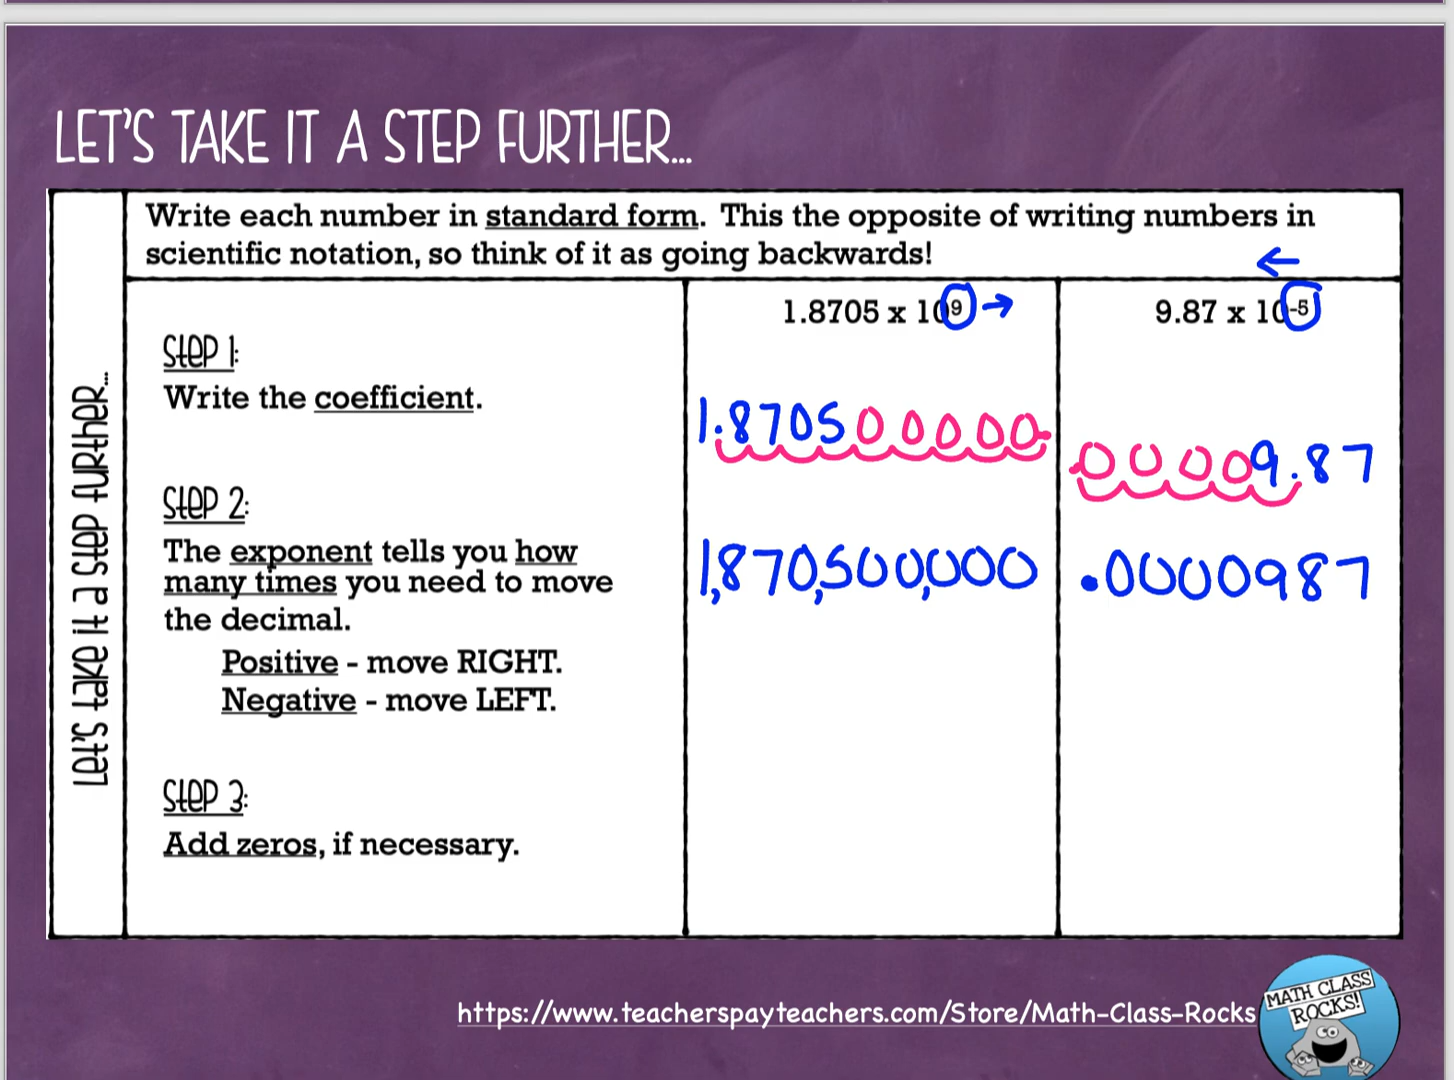 LET'S TAKE IT A STEP FURTHER...
Let's take it a step further...
Write each number in standard form. This the opposite of writing numbers in
scientific notation, so think of it as going backwards!
Step 1:
Write the coefficient.
Step 2:
The exponent tells you how
many times you need to move
the decimal.
Positive - move RIGHT.
Negative - move LEFT.
Step 3:
Add zeros, if necessary.
1.8705 x 10⁹ →
1.870500000.
1,870,500,000
←
9.87 x 10⁻⁵
.00009.87
.0000987
https://www.teacherspayteachers.com/Store/Math-Class-Rocks
MATH CLASS
ROCKS!